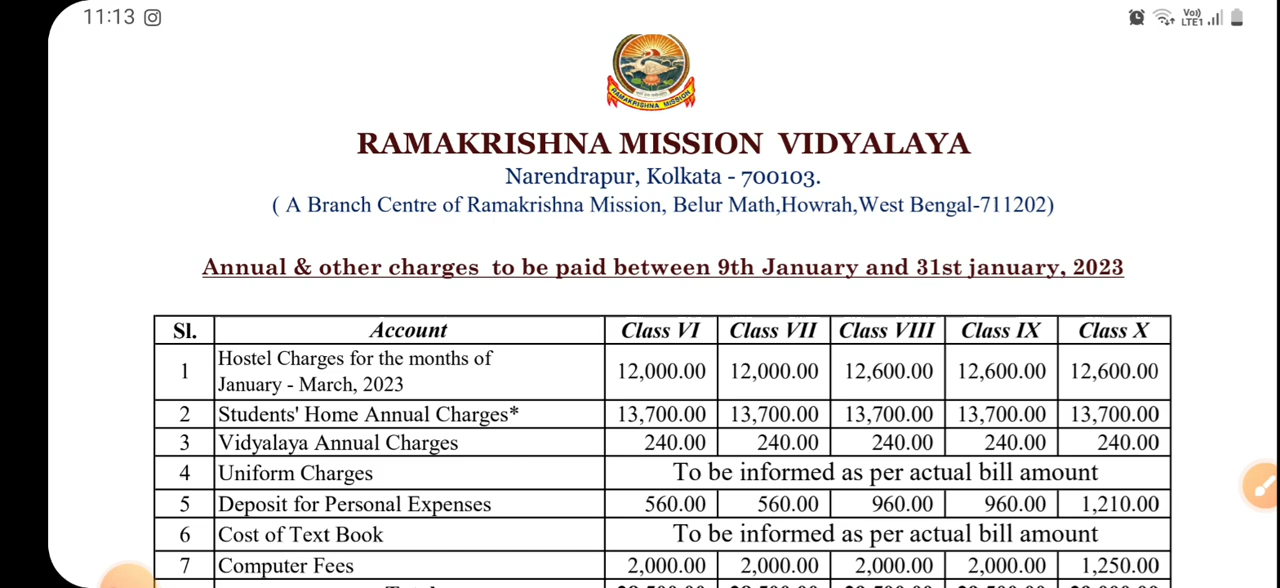 11:13
Vo))
LTE1
RAMAKRISHNA MISSION
RAMAKRISHNA MISSION VIDYALAYA
Narendrapur, Kolkata - 700103.
( A Branch Centre of Ramakrishna Mission, Belur Math,Howrah,West Bengal-711202)
Annual & other charges to be paid between 9th January and 31st january, 2023
Sl. Account Class VI Class VII Class VIII Class IX Class X
1 Hostel Charges for the months of January - March, 2023 12,000.00 12,000.00 12,600.00 12,600.00 12,600.00
2 Students' Home Annual Charges* 13,700.00 13,700.00 13,700.00 13,700.00 13,700.00
3 Vidyalaya Annual Charges 240.00 240.00 240.00 240.00 240.00
4 Uniform Charges To be informed as per actual bill amount
5 Deposit for Personal Expenses 560.00 560.00 960.00 960.00 1,210.00
6 Cost of Text Book To be informed as per actual bill amount
7 Computer Fees 2,000.00 2,000.00 2,000.00 2,000.00 1,250.00